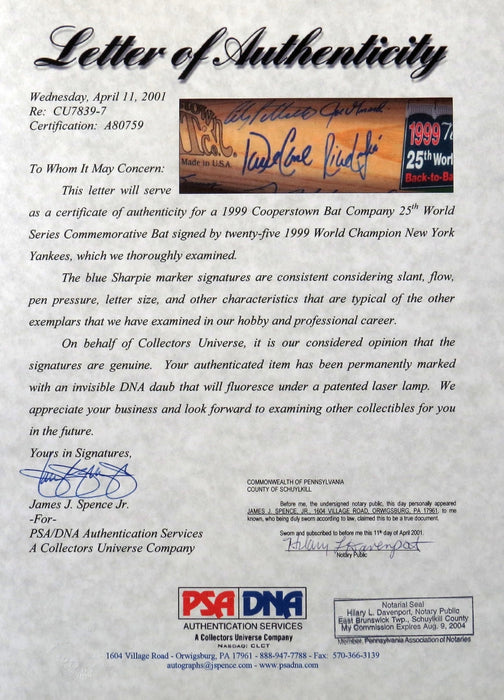 Letter of Authenticity
Wednesday, April 11, 2001
Re: CU7839-7
Certification: A80759
Made in U.S.A.
1999
25th Worl
Back-to-Ba
To Whom It May Concern:
This letter will serve
as a certificate of authenticity for a 1999 Cooperstown Bat Company 25th World
Series Commemorative Bat signed by twenty-five 1999 World Champion New York
Yankees, which we thoroughly examined.
The blue Sharpie marker signatures are consistent considering slant, flow,
pen pressure, letter size, and other characteristics that are typical of the other
exemplars that we have examined in our hobby and professional career.
On behalf of Collectors Universe, it is our considered opinion that the
signatures are genuine. Your authenticated item has been permanently marked
with an invisible DNA daub that will fluoresce under a patented laser lamp. We
appreciate your business and look forward to examining other collectibles for you
in the future.
Yours in Signatures,
James J. Spence Jr.
-For-
PSA/DNA Authentication Services
A Collectors Universe Company
COMMONWEALTH OF PENNSYLVANIA
COUNTY OF SCHUYLKILL
Before me, the undersigned notary public, this day personally appeared
JAMES J. SPENCE, JR., 1604 VILLAGE ROAD, ORWIGSBURG, PA 17961, to me
known, who being duly sworn according to law, claimed this to be a true document.
Sworn and subscribed to before me this 11th day of April 2001.
Hilary L Davenport
Notary Public
PSA DNA
AUTHENTICATION SERVICES
A Collectors Universe Company
NASDAQ: CLCT
Notarial Seal
Hilary L. Davenport, Notary Public
East Brunswick Twp., Schuylkill County
My Commission Expires Aug. 9, 2004
Member, Pennsylvania Association of Notaries
1604 Village Road - Orwigsburg, PA 17961 - 888-947-7788 - Fax: 570-366-3139
autographs@jspence.com - www.psadna.com